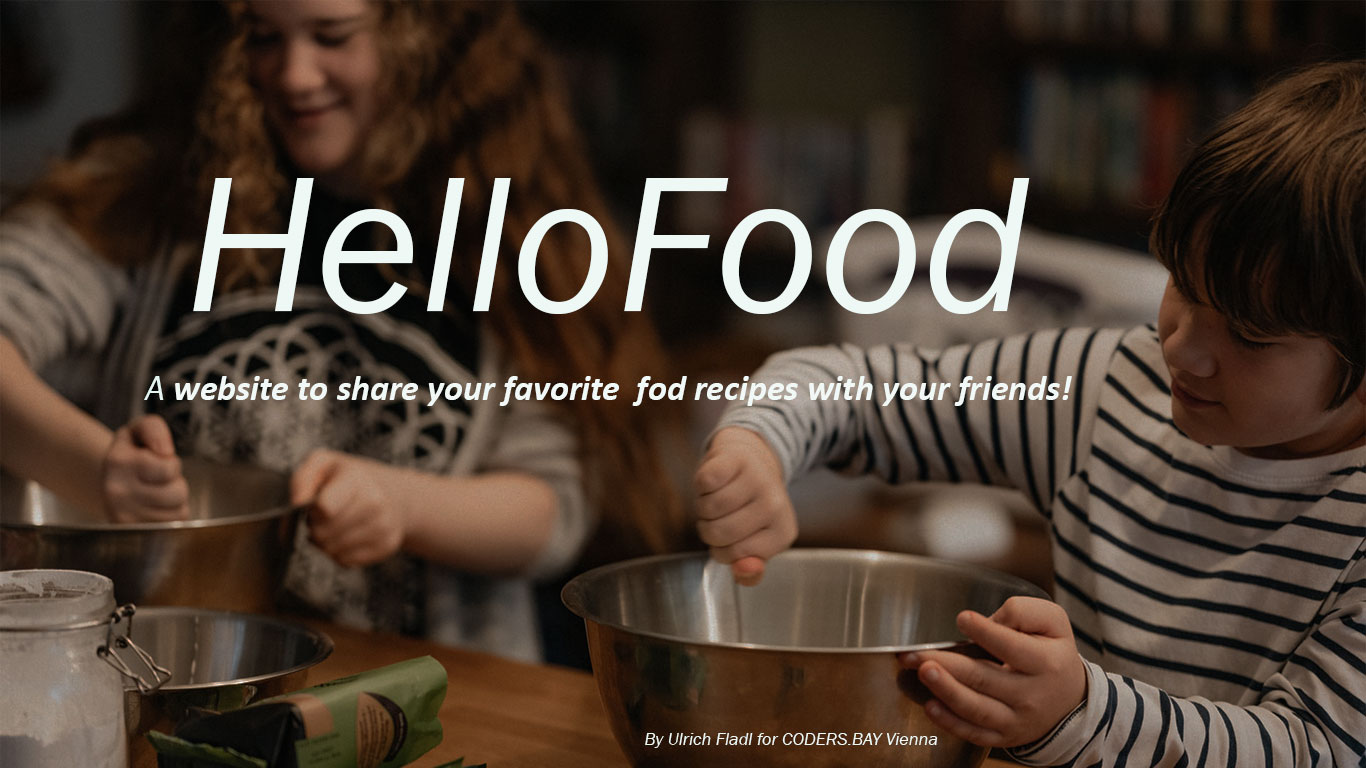 HelloFood
A website to share your favorite  fod recipes with your friends!
By Ulrich Fladl for CODERS.BAY Vienna